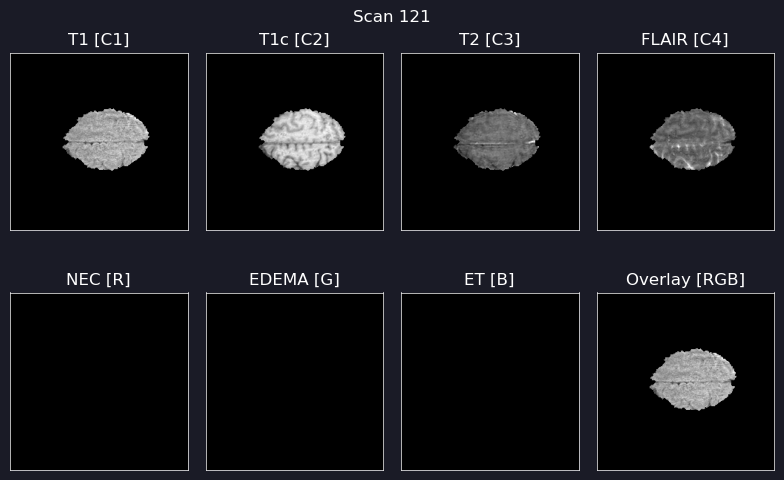 Scan 121
T1 [C1]
T1c [C2]
T2 [C3]
FLAIR [C4]
NEC [R]
EDEMA [G]
ET [B]
Overlay [RGB]